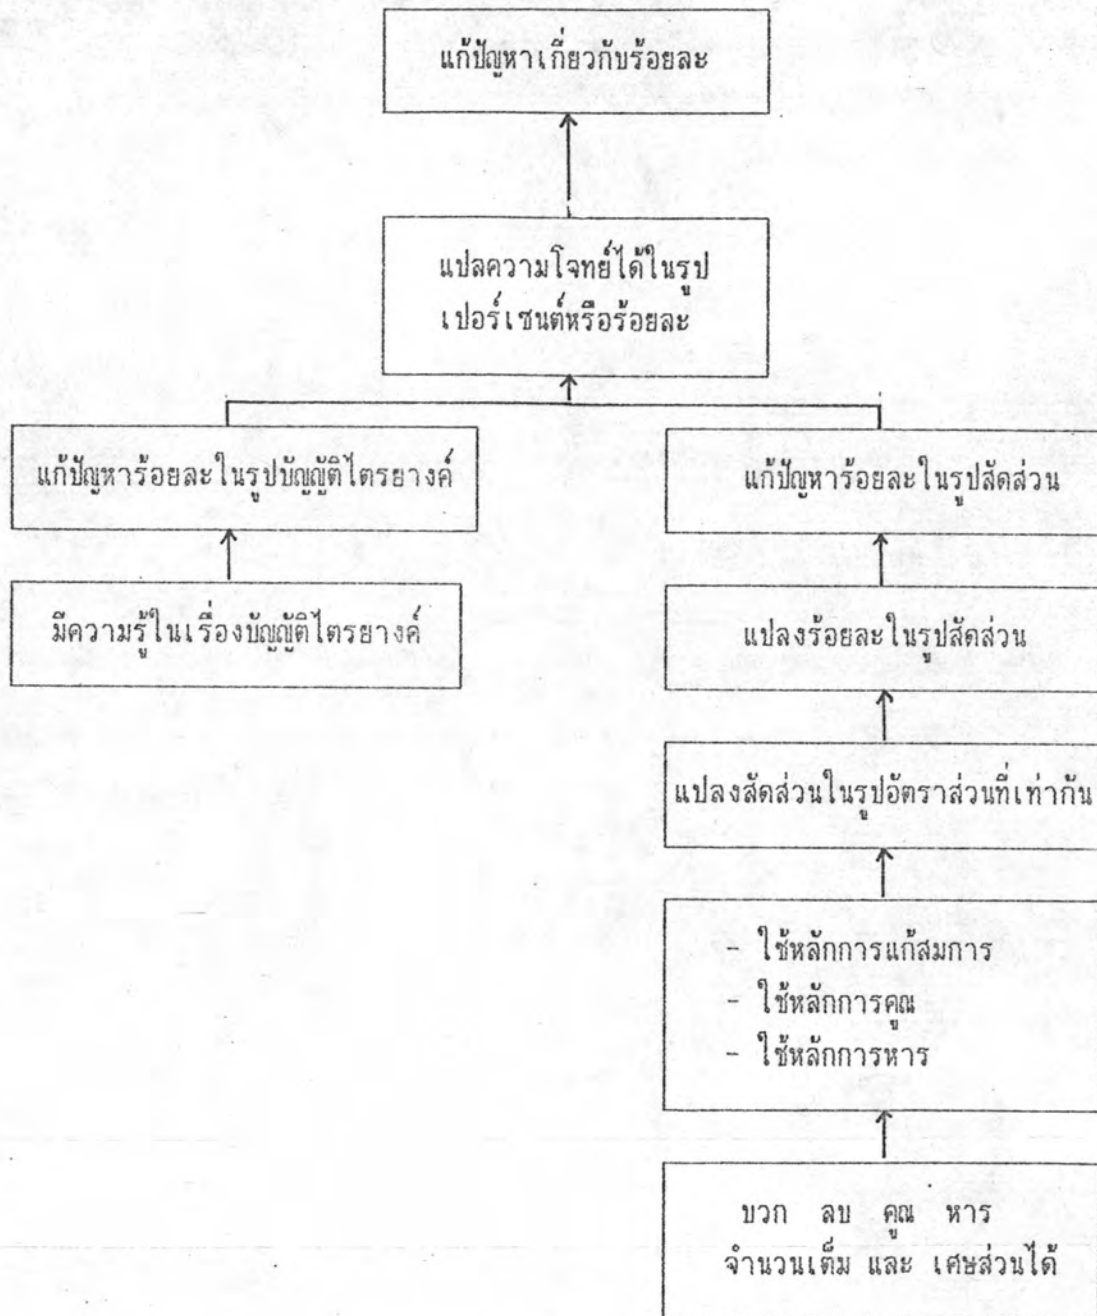 แก้ปัญหาเกี่ยวกับร้อยละ
แปลความโจทย์ได้ในรูป
เปอร์เซนต์หรือร้อยละ
แก้ปัญหาร้อยละในรูปบัญญัติไตรยางค์
แก้ปัญหาร้อยละในรูปสัดส่วน
มีความรู้ในเรื่องบัญญัติไตรยางค์
แปลงร้อยละในรูปสัดส่วน
แปลงสัดส่วนในรูปอัตราส่วนที่เท่ากัน
- ใช้หลักการแก้สมการ
- ใช้หลักการคูณ
- ใช้หลักการหาร
บวก ลบ คูณ หาร
จำนวนเต็ม และ เศษส่วนได้